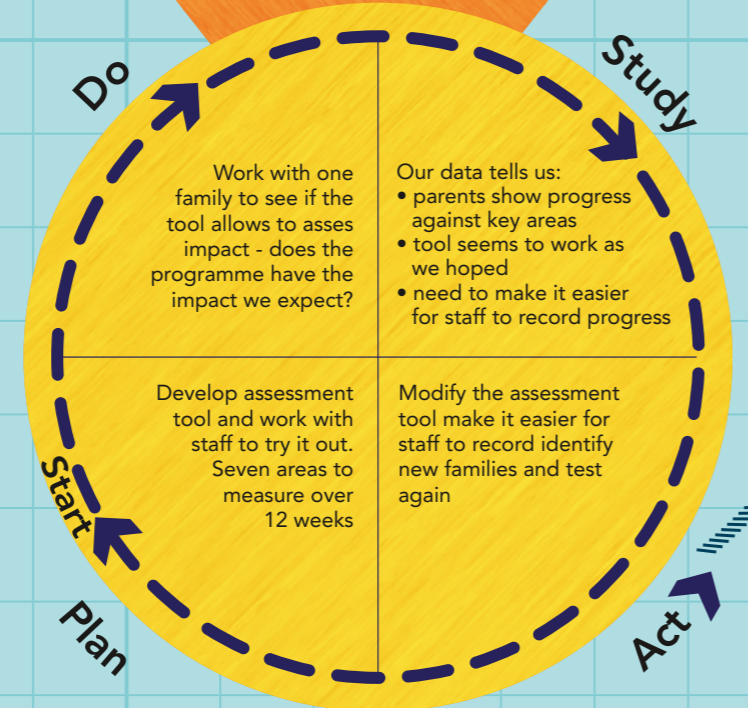 Do
Study
Work with one
family to see if the
tool allows to asses
impact - does the
programme have the
impact we expect?
Our data tells us:
• parents show progress
against key areas
• tool seems to work as
we hoped
• need to make it easier
for staff to record progress
Develop assessment
tool and work with
staff to try it out.
Seven areas to
measure over
12 weeks
Modify the assessment
tool make it easier for
staff to record identify
new families and test
again
Start
Plan
Act